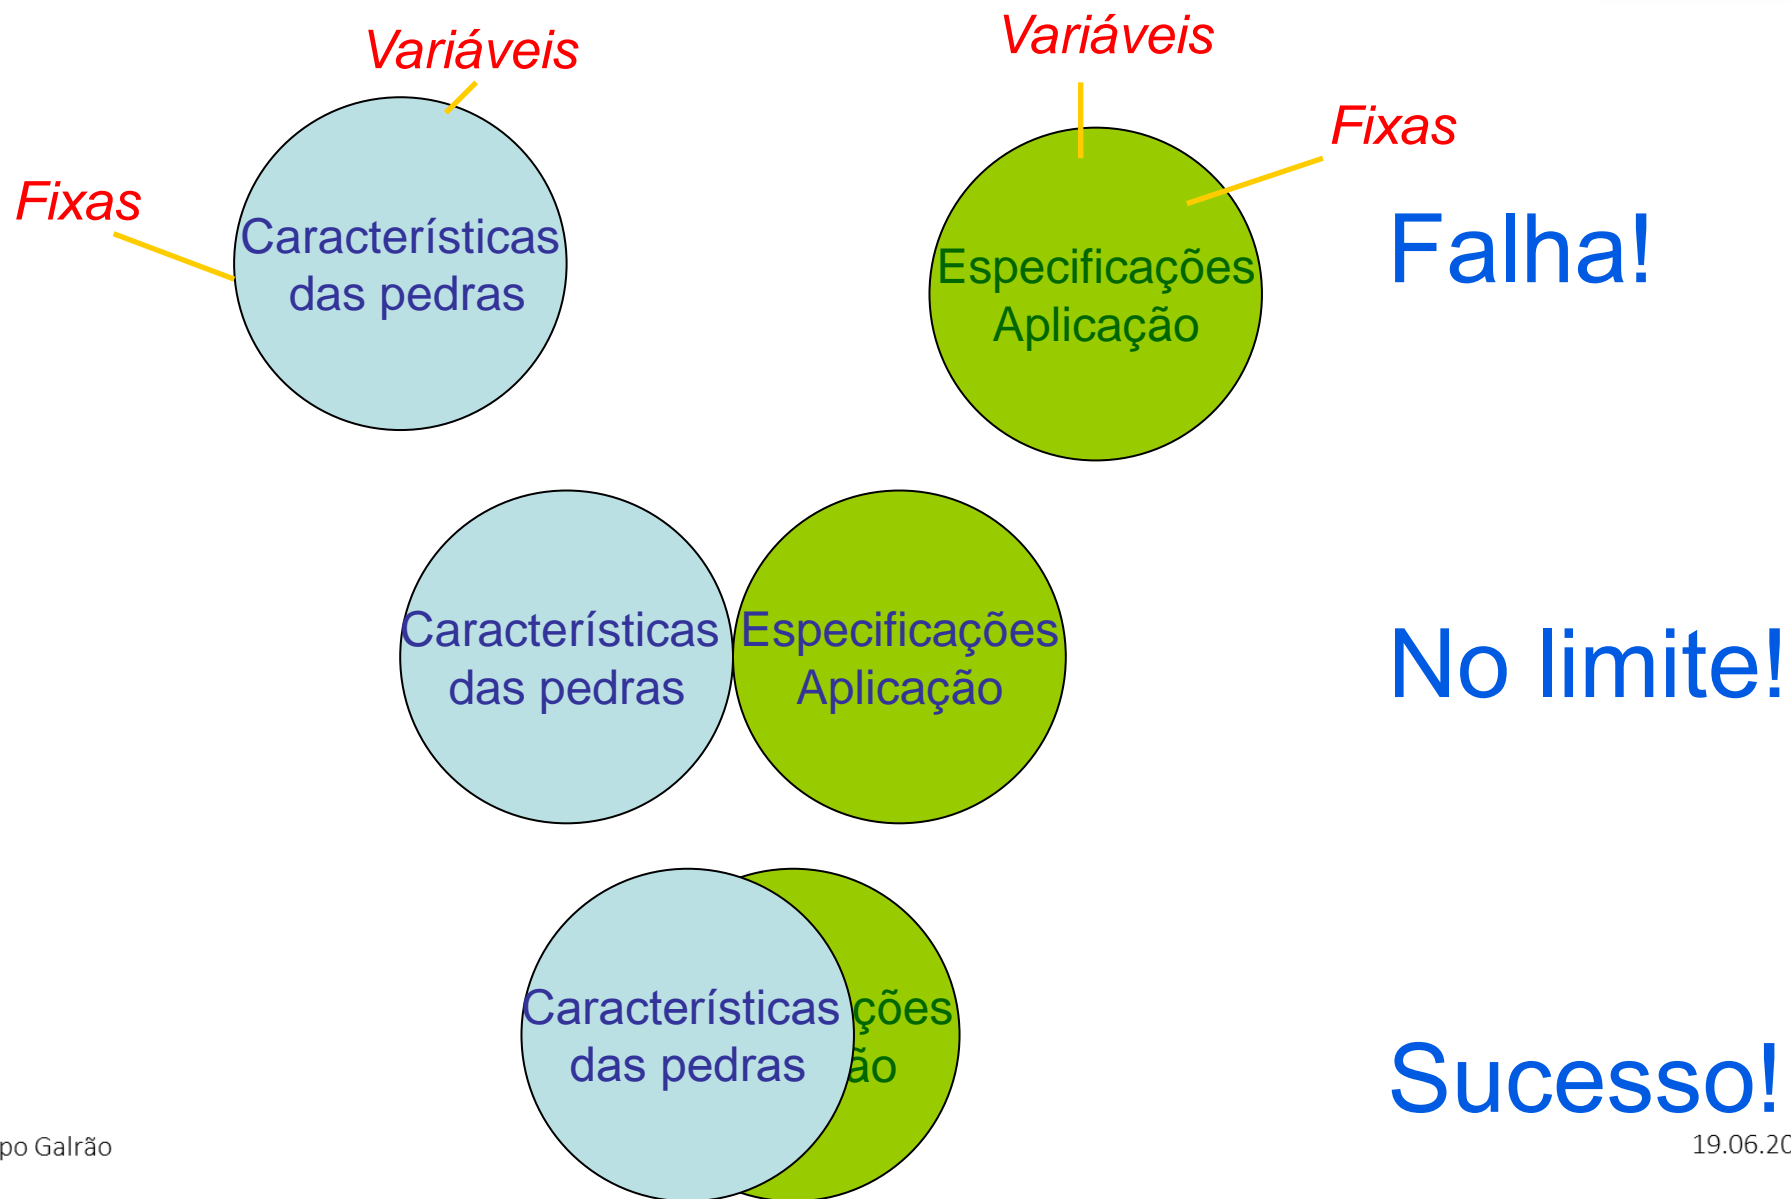 Variáveis
Variáveis
Fixas
Fixas
Características
das pedras
Especificações
Aplicação
Falha!
Características
das pedras
Especificações
Aplicação
No limite!
Características
das pedras
ções
ão
Sucesso!
po Galrão
19.06.20